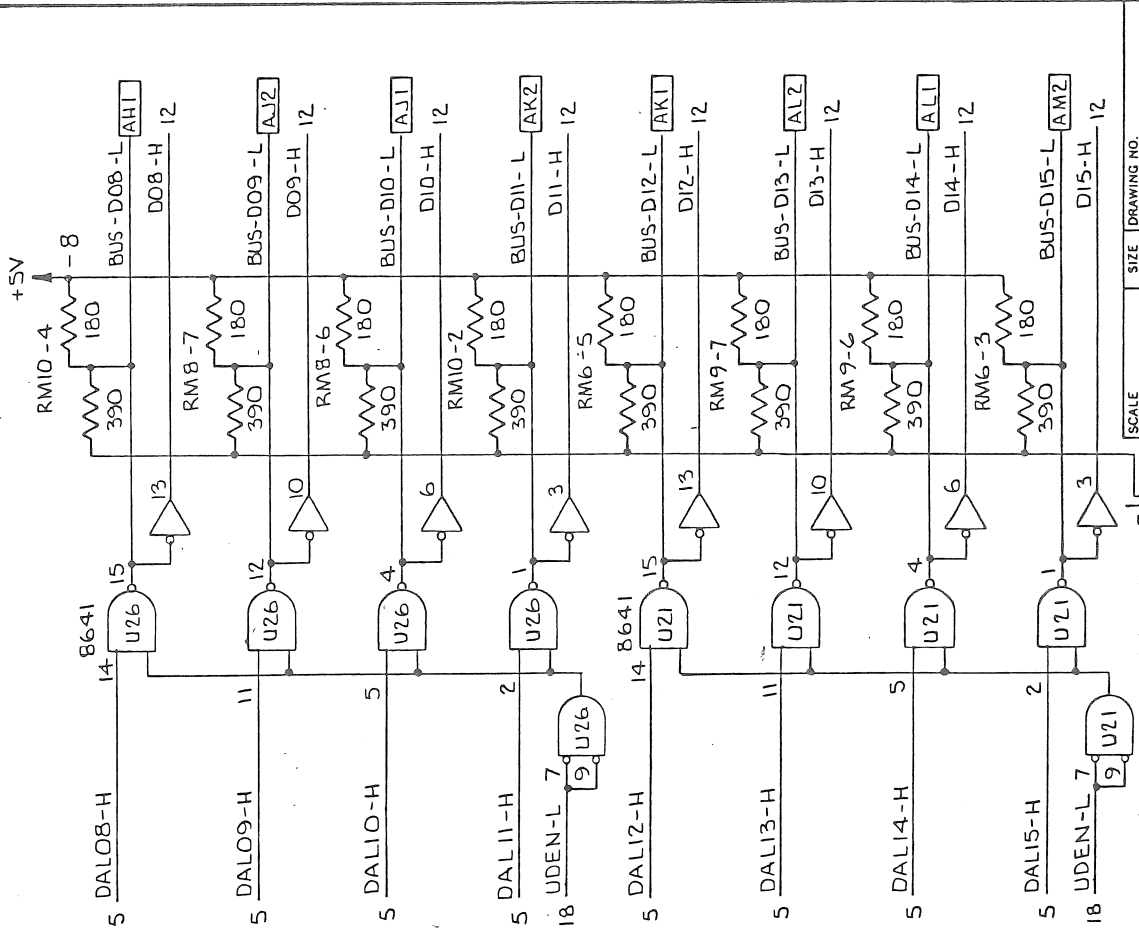 +5V
-8
RM10-4
180
390
8641
14
U26
15
13
BUS-D08-L
AH1
D08-H
12
5
DAL08-H
RM8-7
180
390
11
U26
12
10
BUS-D09-L
AJ2
D09-H
12
5
DAL09-H
RM8-6
180
390
5
U26
4
6
BUS-D10-L
AJ1
D10-H
12
5
DAL10-H
RM10-2
180
390
2
U26
1
3
BUS-D11-L
AK2
D11-H
12
5
DAL11-H
18
UDEN-L
7
9
U26
RM6-5
180
390
8641
14
U21
15
13
BUS-D12-L
AK1
D12-H
12
5
DAL12-H
RM9-7
180
390
11
U21
12
10
BUS-D13-L
AL2
D13-H
12
5
DAL13-H
RM9-6
180
390
5
U21
4
6
BUS-D14-L
AL1
D14-H
12
5
DAL14-H
RM6-3
180
390
2
U21
1
3
BUS-D15-L
AM2
D15-H
12
5
DAL15-H
18
UDEN-L
7
9
U21
SCALE
SIZE
DRAWING NO.